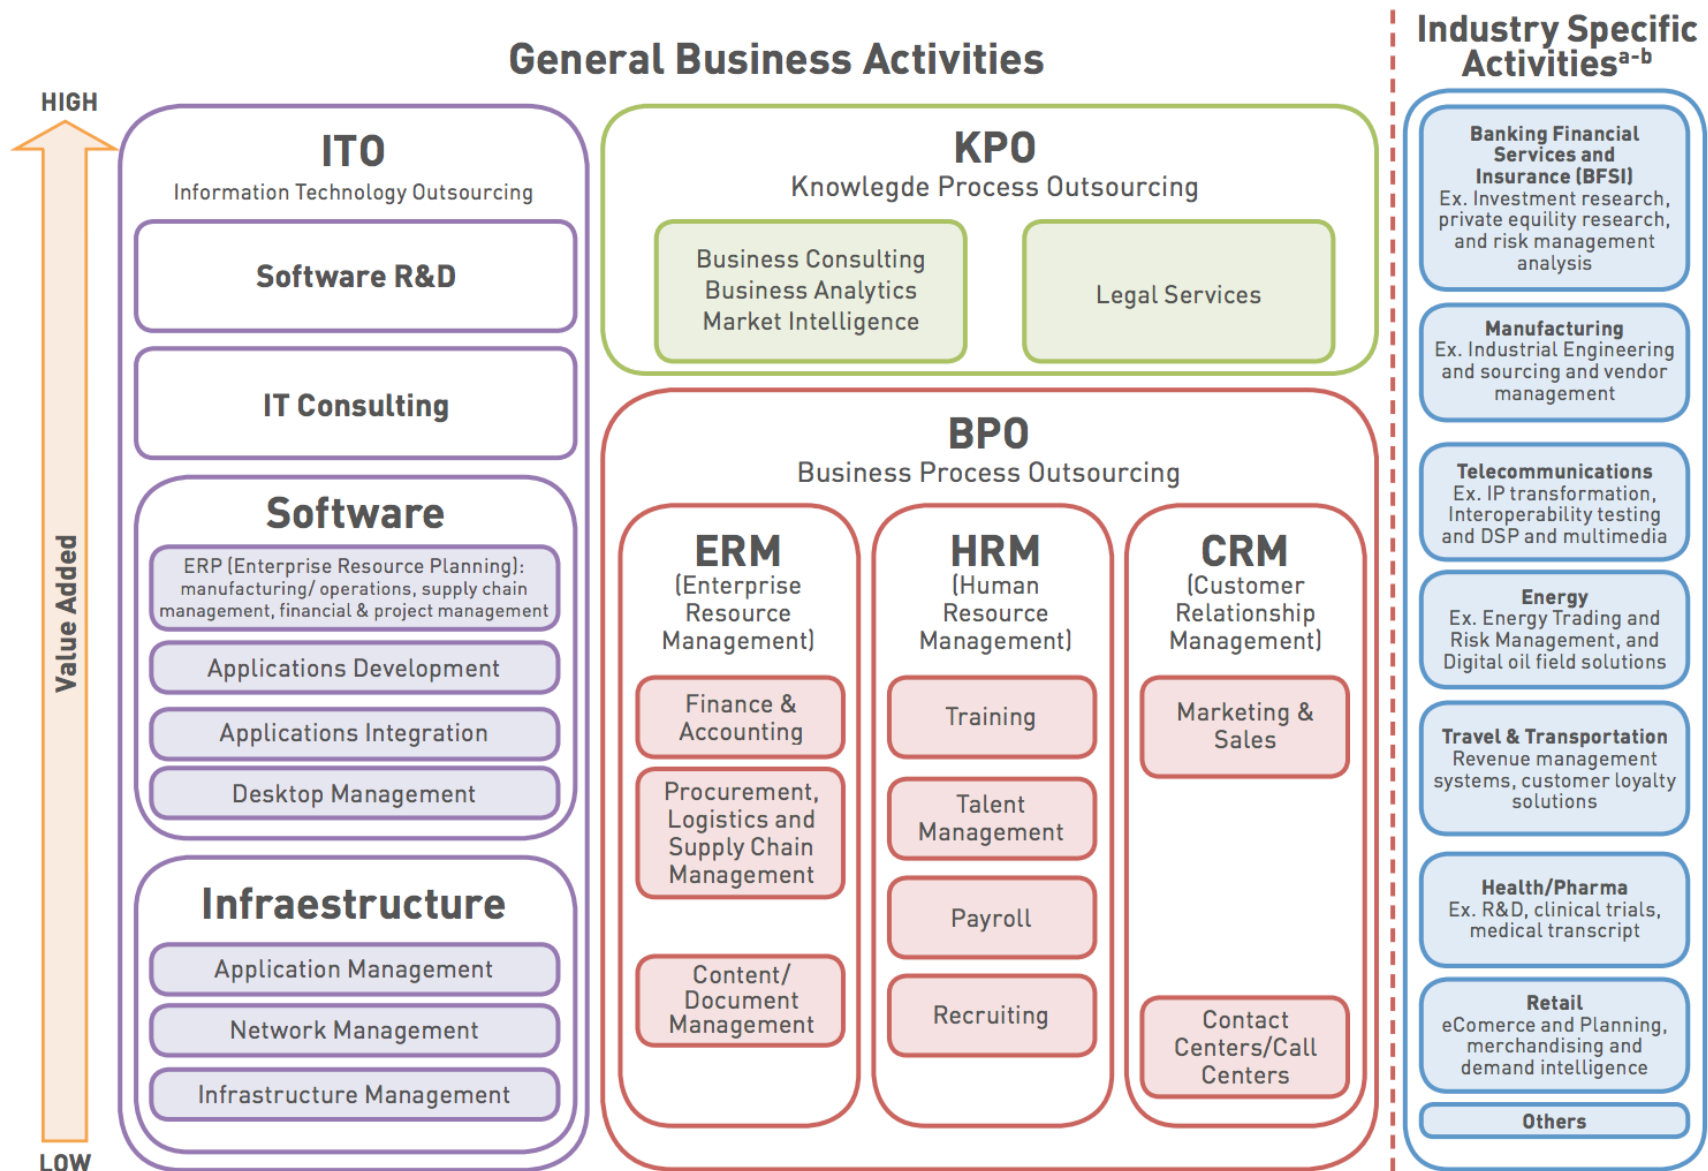 General Business Activities
Industry Specific
Activitiesa-b
HIGH
Value Added
LOW
ITO
Information Technology Outsourcing
Software R&D
IT Consulting
Software
ERP (Enterprise Resource Planning):
manufacturing/ operations, supply chain
management, financial & project management
Applications Development
Applications Integration
Desktop Management
Infraestructure
Application Management
Network Management
Infrastructure Management
KPO
Knowlegde Process Outsourcing
Business Consulting
Business Analytics
Market Intelligence
Legal Services
BPO
Business Process Outsourcing
ERM
(Enterprise
Resource
Management)
Finance &
Accounting
Procurement,
Logistics and
Supply Chain
Management
Content/
Document
Management
HRM
(Human
Resource
Management)
Training
Talent
Management
Payroll
Recruiting
CRM
(Customer
Relationship
Management)
Marketing &
Sales
Contact
Centers/Call
Centers
Banking Financial
Services and
Insurance (BFSI)
Ex. Investment research,
private equility research,
and risk management
analysis
Manufacturing
Ex. Industrial Engineering
and sourcing and vendor
management
Telecommunications
Ex. IP transformation,
Interoperability testing
and DSP and multimedia
Energy
Ex. Energy Trading and
Risk Management, and
Digital oil field solutions
Travel & Transportation
Revenue management
systems, customer loyalty
solutions
Health/Pharma
Ex. R&D, clinical trials,
medical transcript
Retail
eComerce and Planning,
merchandising and
demand intelligence
Others